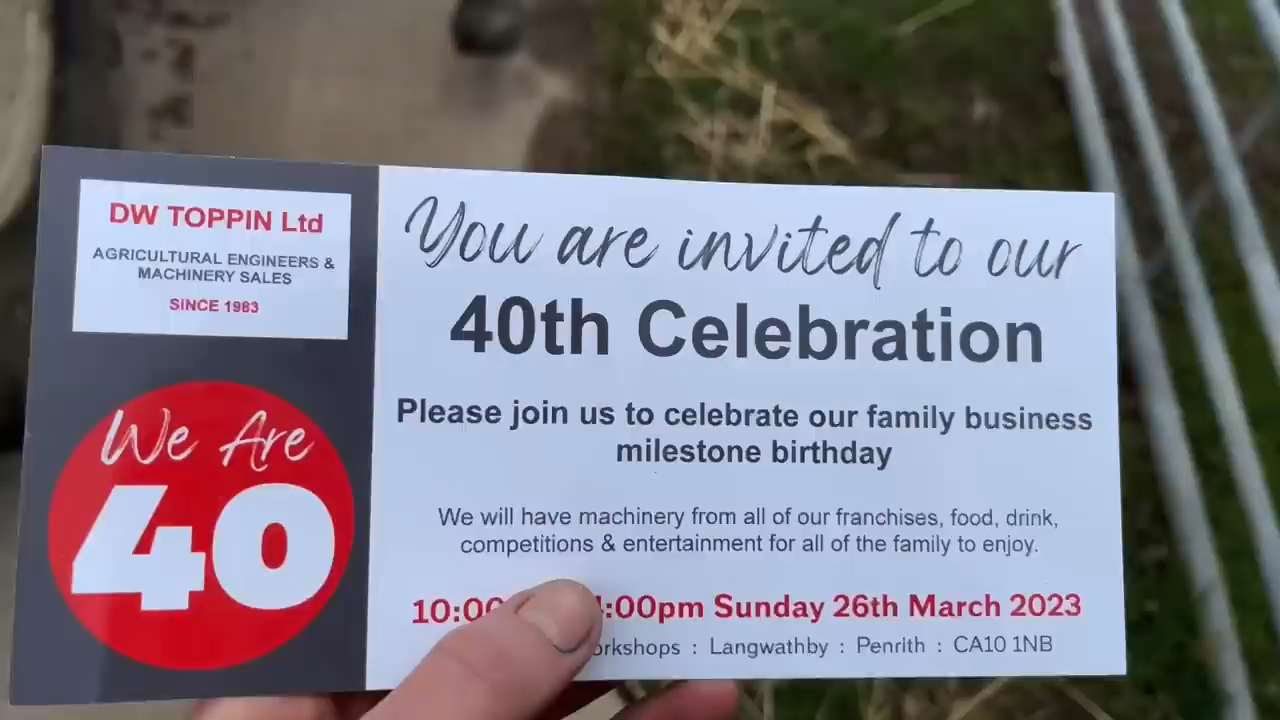 DW TOPPIN Ltd
AGRICULTURAL ENGINEERS &
MACHINERY SALES
SINCE 1983
We Are
40
You are invited to our
40th Celebration
Please join us to celebrate our family business
milestone birthday
We will have machinery from all of our franchises, food, drink,
competitions & entertainment for all of the family to enjoy.
:00pm Sunday 26th March 2023
: Langwathby : Penrith : CA10 1NB